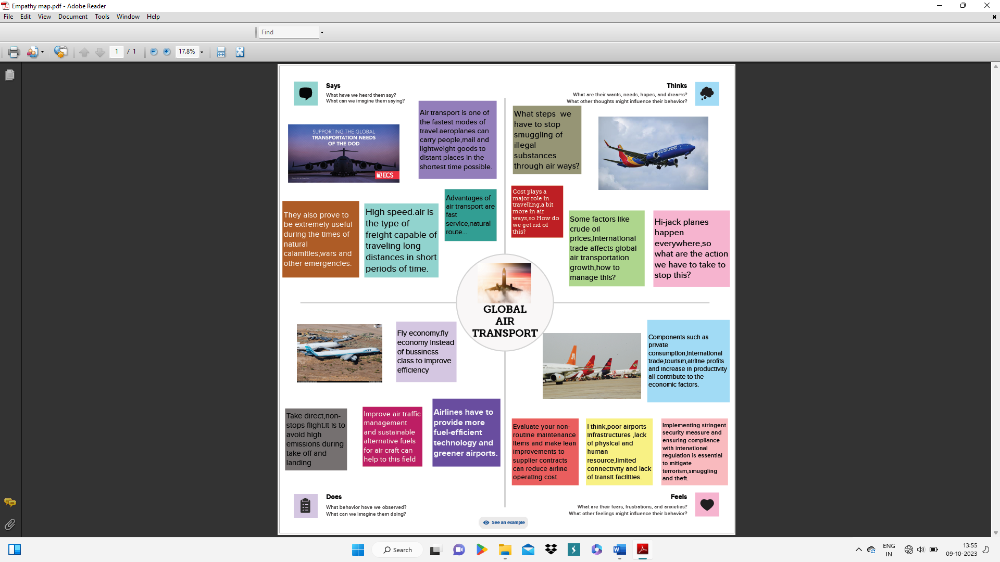 Empathy map.pdf - Adobe Reader
File Edit View Document Tools Window Help
Find
1 / 1 17.8%
Says
What have we heard them say?
What can we imagine them saying?
Thinks
What are their wants, needs, hopes, and dreams?
What other thoughts might influence their behavior?
SUPPORTING THE GLOBAL
TRANSPORTATION NEEDS
OF THE DOD
ECS
Air transport is one of
the fastest modes of
travel.aeroplanes can
carry people,mail and
lightweight goods to
distant places in the
shortest time possible.
What steps we
have to stop
smuggling of
illegal
substances
through air ways?
Southwest
They also prove to
be extremely useful
during the times of
natural
calamities,wars and
other emergencies.
High speed.air is
the type of
freight capable of
traveling long
distances in short
periods of time.
Advantages of
air transport are
fast
service,natural
route...
Cost plays a
major role in
travelling,a bit
more in air
ways,so How do
we get rid of
this?
Some factors like
crude oil
prices,international
trade affects global
air transportation
growth,how to
manage this?
Hi-jack planes
happen
everywhere,so
what are the action
we have to take to
stop this?
GLOBAL
AIR
TRANSPORT
Fly economy.fly
economy instead
of bussiness
class to improve
efficiency
Components such as
private
consumption,international
trade,tourism,airline profits
and increase in productivity
all contribute to the
economic factors.
Take direct,non-
stops flight.it is to
avoid high
emissions during
take off and
landing
Improve air traffic
management
and sustainable
alternative fuels
for air craft can
help to this field
Airlines have to
provide more
fuel-efficient
technology and
greener airports.
Evaluate your non-
routine maintenance
items and make lean
improvements to
supplier contracts
can reduce airline
operating cost.
I think,poor airports
infrastructures ,lack
of physical and
human
resource,limited
connectivity and lack
of transit facilities.
Implementing stringent
security measure and
ensuring compliance
with intenational
regulation is essential
to mitigate
terrorism,smuggling
and theft.
Does
What behavior have we observed?
What can we imagine them doing?
Feels
What are their fears, frustrations, and anxieties?
What other feelings might influence their behavior?
See an example
Search
ENG
IN
13:55
09-10-2023